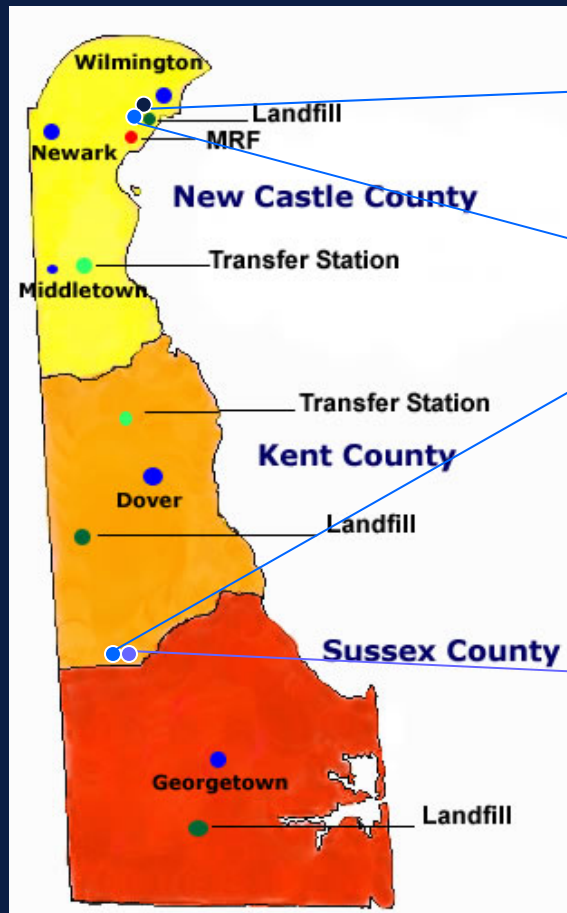 Wilmington
Landfill
MRF
Newark
New Castle County
Transfer Station
Middletown
Transfer Station
Kent County
Dover
Landfill
Sussex County
Georgetown
Landfill